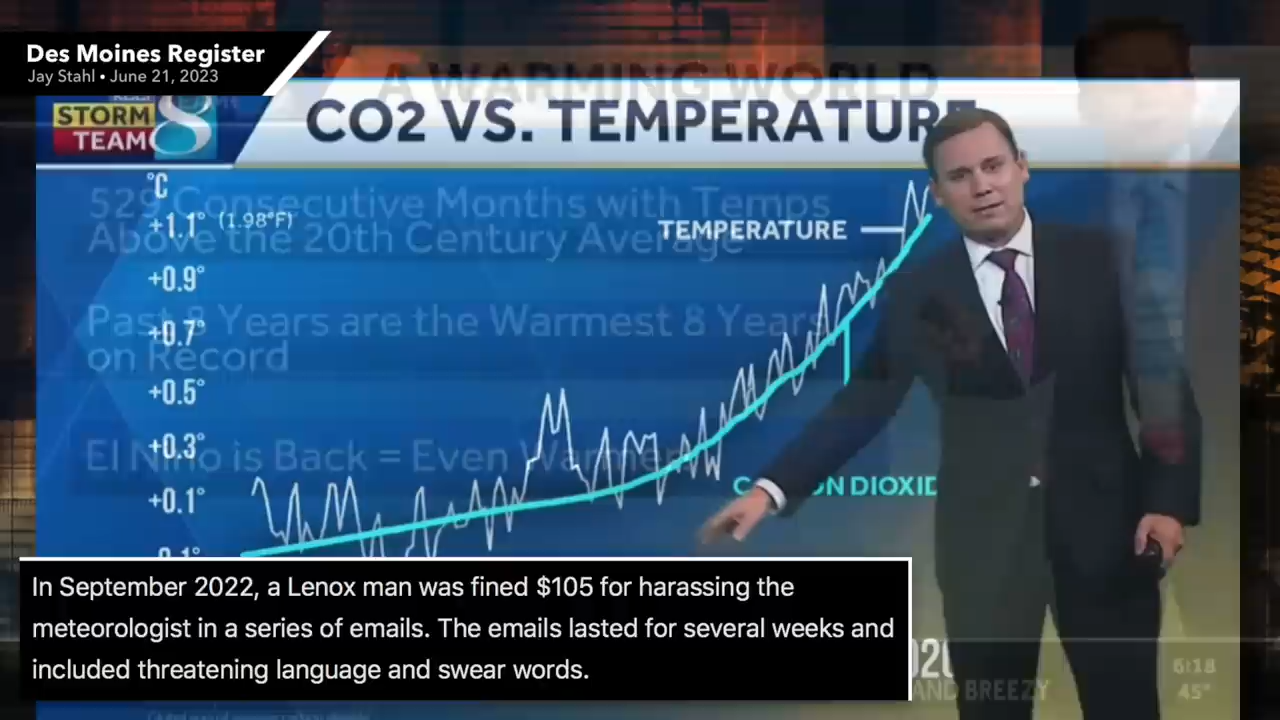 Des Moines Register
Jay Stahl • June 21, 2023
A WARMING WORLD
STORM
TEAM 8
CO2 VS. TEMPERATURE
°C
529 Consecutive Months with Temps
+1.1° (1.98°F)
TEMPERATURE
Above the 20th Century Average
+0.9°
Past 8 Years are the Warmest 8 Years
+0.7°
on Record
+0.5°
+0.3°
El Niño is Back = Even Warmer
+0.1°
In September 2022, a Lenox man was fined $105 for harassing the
meteorologist in a series of emails. The emails lasted for several weeks and
included threatening language and swear words.
AND BREEZY
6:18
45°